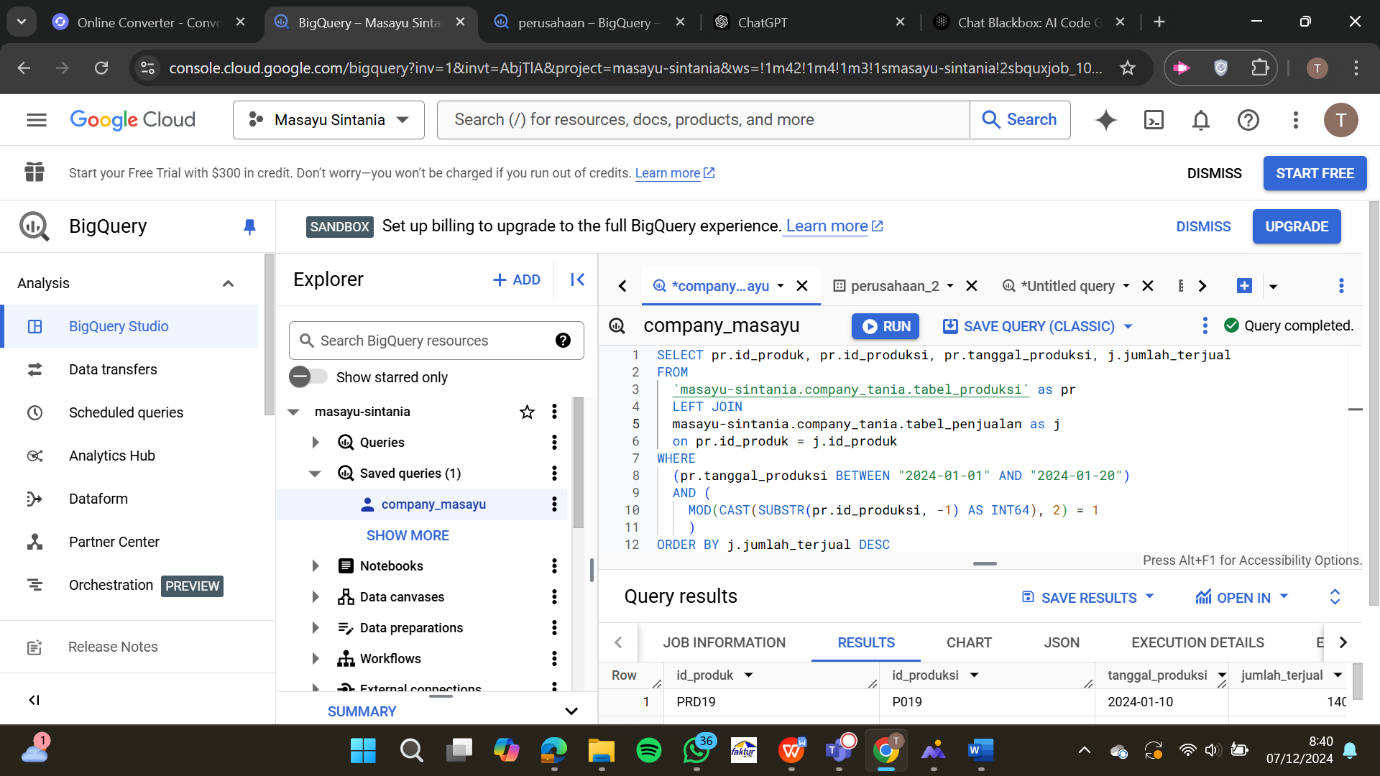 Online Converter - Conve
BigQuery – Masayu Sinta
perusahaan – BigQuery –
ChatGPT
Chat Blackbox: AI Code G
console.cloud.google.com/bigquery?inv=1&invt=AbjTlA&project=masayu-sintania&ws=!1m42!1m4!1m3!1smasayu-sintania!2sbquxjob_10...
T
Google Cloud
Masayu Sintania
Search (/) for resources, docs, products, and more
Search
T
Start your Free Trial with $300 in credit. Don't worry—you won't be charged if you run out of credits. Learn more
DISMISS
START FREE
BigQuery
SANDBOX Set up billing to upgrade to the full BigQuery experience. Learn more
DISMISS
UPGRADE
Analysis
BigQuery Studio
Data transfers
Scheduled queries
Analytics Hub
Dataform
Partner Center
Orchestration PREVIEW
Release Notes
Explorer
+ ADD
Search BigQuery resources
Show starred only
masayu-sintania
Queries
Saved queries (1)
company_masayu
SHOW MORE
Notebooks
Data canvases
Data preparations
Workflows
External connections
SUMMARY
*company…ayu
perusahaan_2
*Untitled query
company_masayu
RUN
SAVE QUERY (CLASSIC)
Query completed.
1 SELECT pr.id_produk, pr.id_produksi, pr.tanggal_produksi, j.jumlah_terjual
2 FROM
3 `masayu-sintania.company_tania.tabel_produksi` as pr
4 LEFT JOIN
5 masayu-sintania.company_tania.tabel_penjualan as j
6 on pr.id_produk = j.id_produk
7 WHERE
8 (pr.tanggal_produksi BETWEEN "2024-01-01" AND "2024-01-20")
9 AND (
10 MOD(CAST(SUBSTR(pr.id_produksi, -1) AS INT64), 2) = 1
11 )
12 ORDER BY j.jumlah_terjual DESC
Press Alt+F1 for Accessibility Options.
Query results
SAVE RESULTS
OPEN IN
JOB INFORMATION
RESULTS
CHART
JSON
EXECUTION DETAILS
E
Row id_produk id_produksi tanggal_produksi jumlah_terjual
1 PRD19 P019 2024-01-10 140
1
36
faktur
T
8:40
07/12/2024